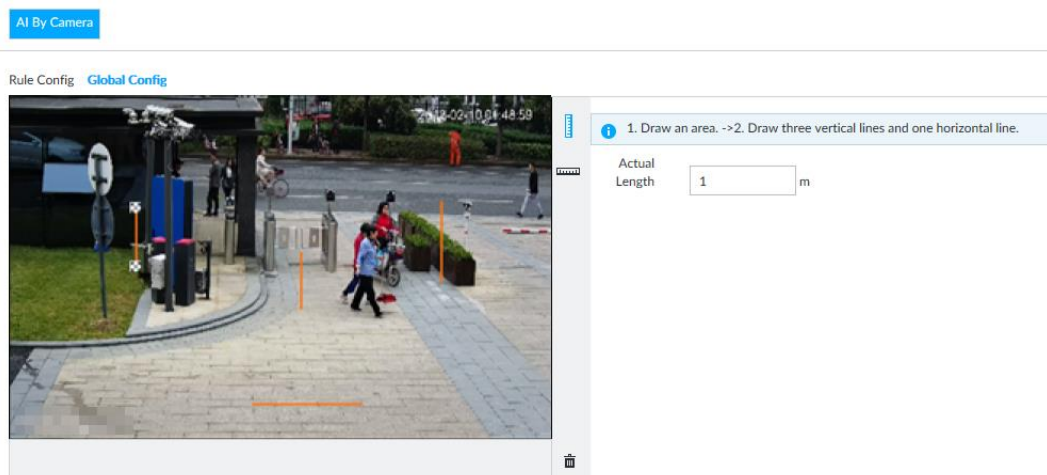 AI By Camera
Rule Config Global Config
1. Draw an area. ->2. Draw three vertical lines and one horizontal line.
Actual
Length 1 m